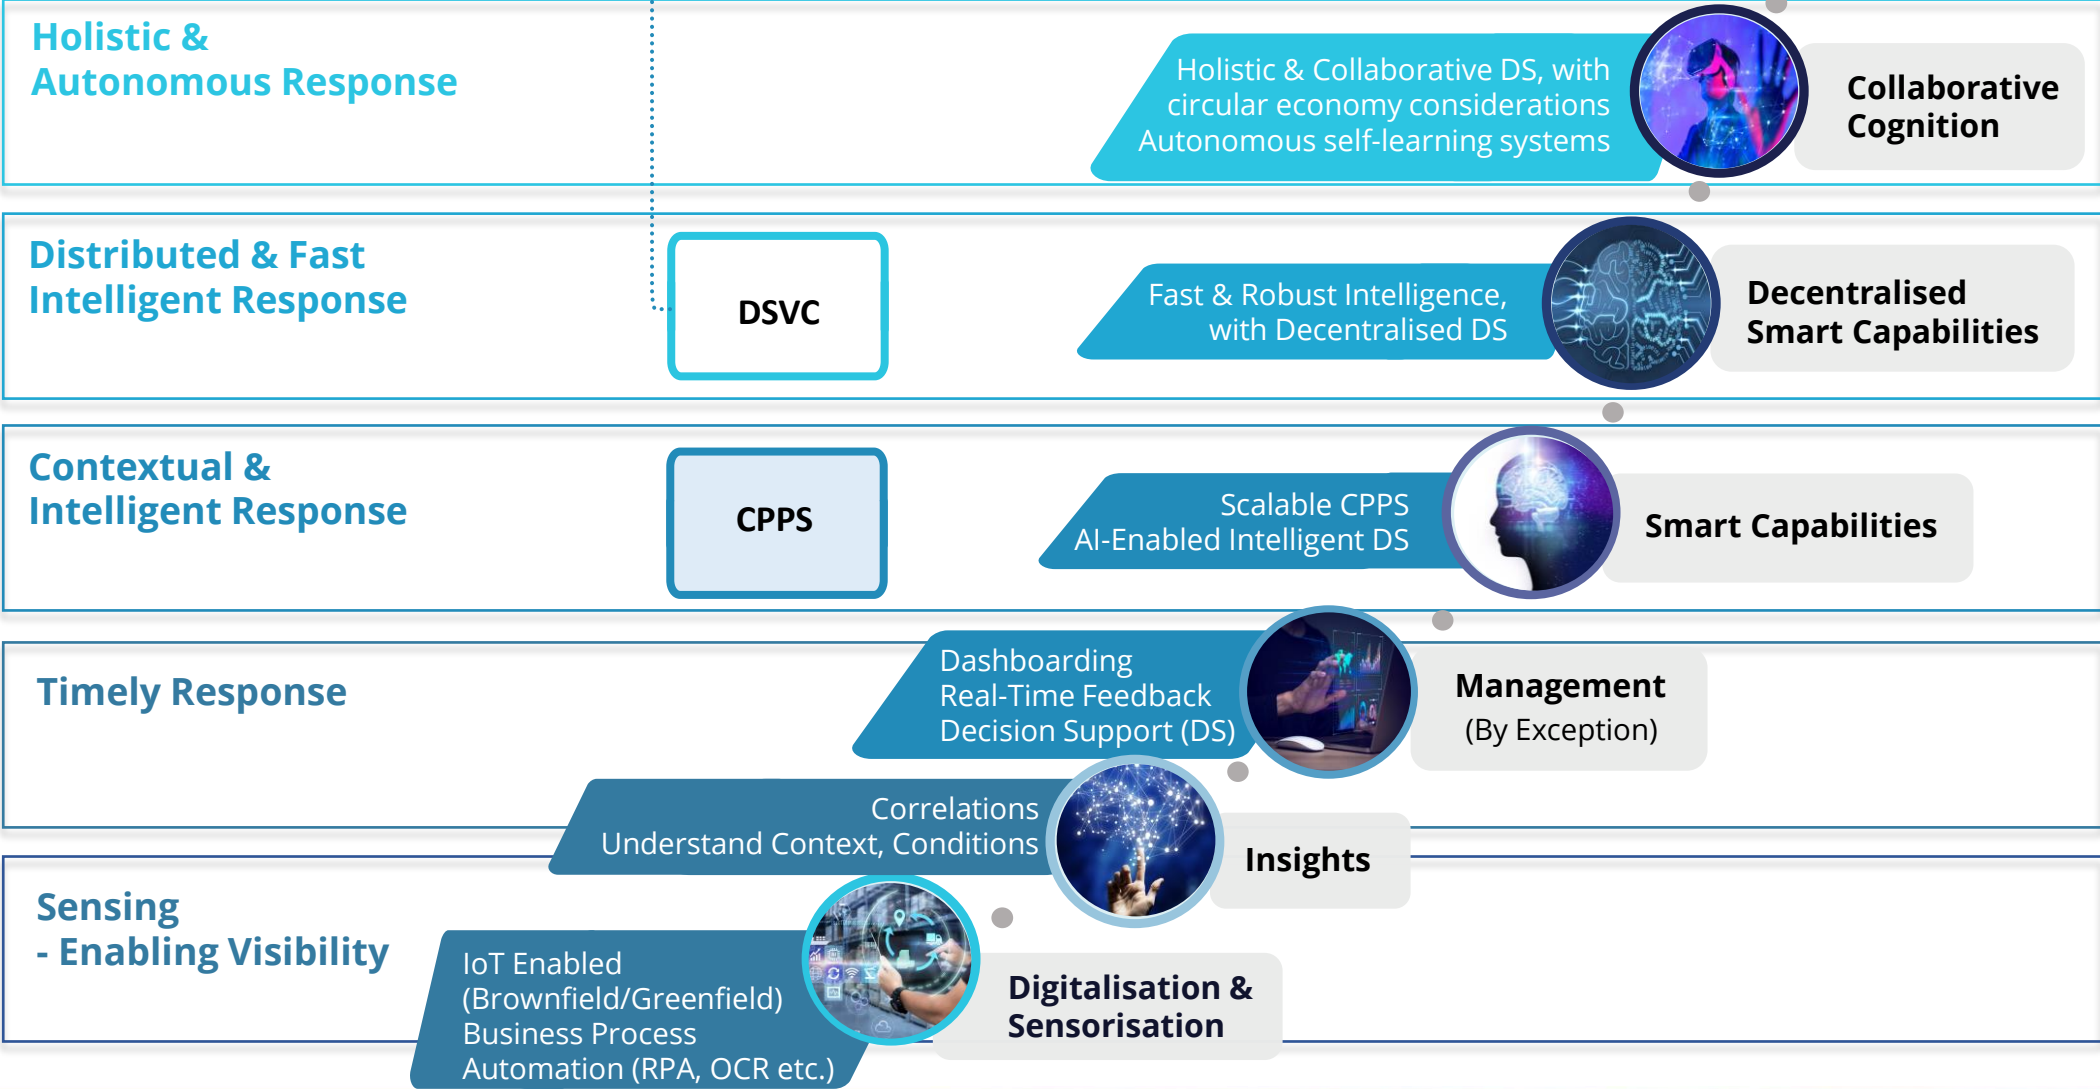 Holistic &
Autonomous Response
Holistic & Collaborative DS, with
circular economy considerations
Autonomous self-learning systems
Collaborative
Cognition
Distributed & Fast
Intelligent Response
DSVC
Fast & Robust Intelligence,
with Decentralised DS
Decentralised
Smart Capabilities
Contextual &
Intelligent Response
CPPS
Scalable CPPS
AI-Enabled Intelligent DS
Smart Capabilities
Timely Response
Dashboarding
Real-Time Feedback
Decision Support (DS)
Management
(By Exception)
Correlations
Understand Context, Conditions
Insights
Sensing
- Enabling Visibility
IoT Enabled
(Brownfield/Greenfield)
Business Process
Automation (RPA, OCR etc.)
Digitalisation &
Sensorisation